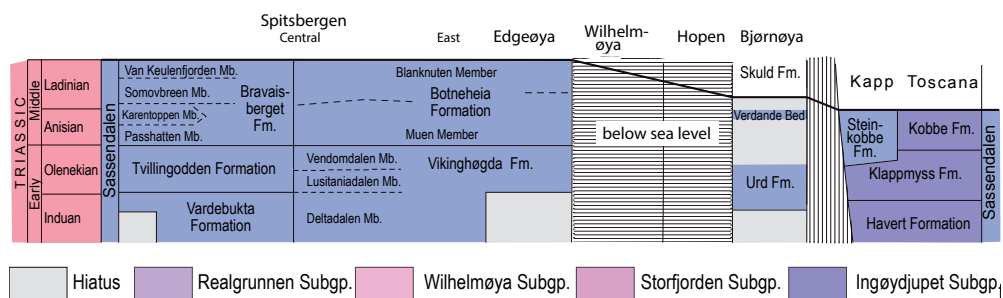 Spitsbergen
Central
East
Edgeøya
Wilhelm-
øya
Hopen
Bjørnøya
Kapp Toscana
TRIASSIC
Middle
Early
Ladinian
Anisian
Olenekian
Induan
Sassendalen
Van Keulenfjorden Mb.
Somovbreen Mb.
Karentoppen Mb.
Passhatten Mb.
Bravais-
berget
Fm.
Tvillingodden Formation
Vardebukta
Formation
Blanknuten Member
Botneheia
Formation
Muen Member
Vendomdalen Mb.
Lusitaniadalen Mb.
Vikinghøgda Fm.
Deltadalen Mb.
below sea level
Skuld Fm.
Verdande Bed
Urd Fm.
Stein-
kobbe
Fm.
Kobbe Fm.
Klappmyss Fm.
Havert Formation
Sassendalen
Hiatus
Realgrunnen Subgp.
Wilhelmøya Subgp.
Storfjorden Subgp.
Ingøydjupet Subgp.